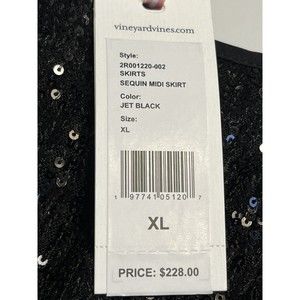 vineyardvines.com
Style:
2R001220-002
SKIRTS
SEQUIN MIDI SKIRT
Color:
JET BLACK
Size:
XL
1 97741 05120 7
XL
PRICE: $228.00